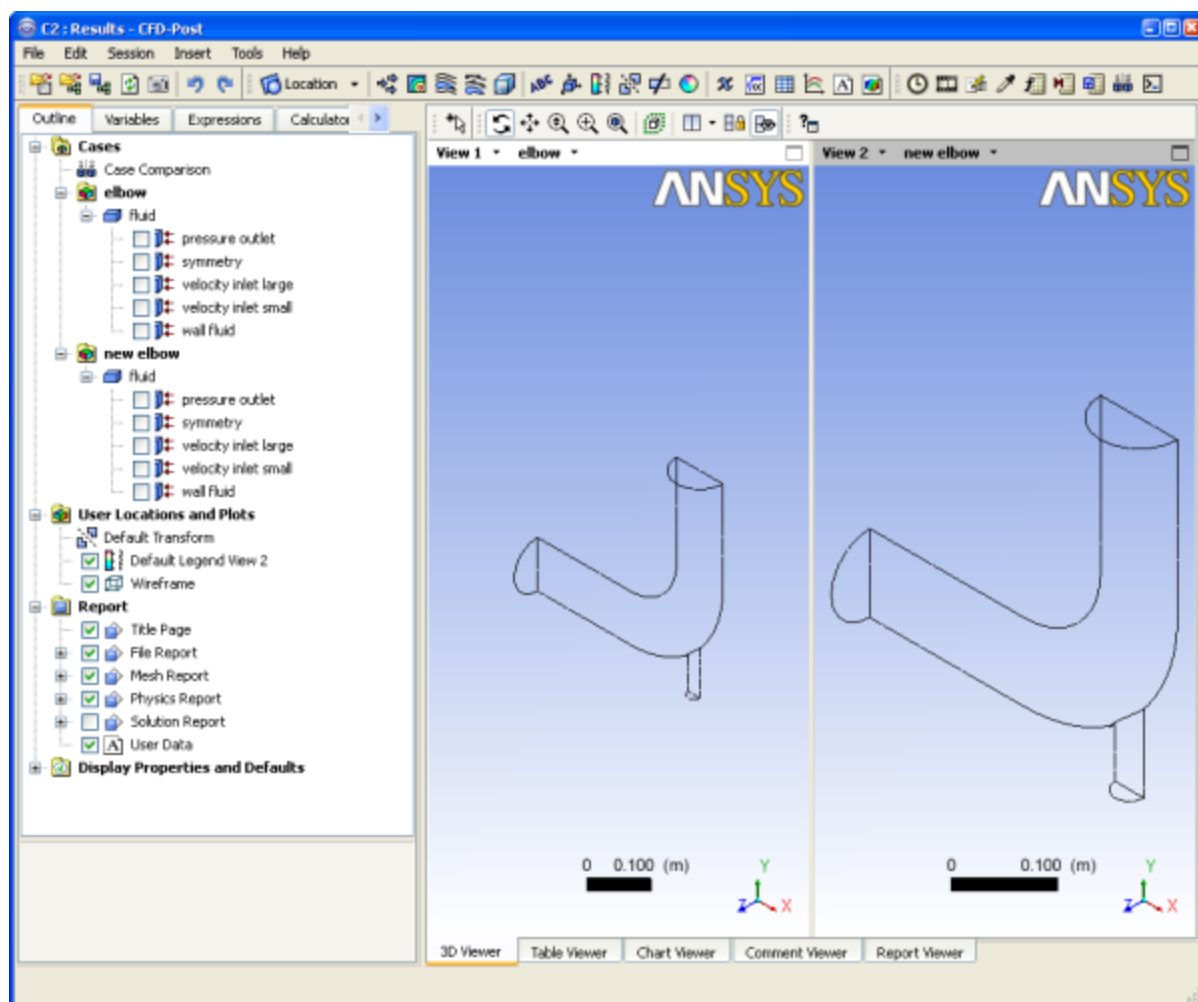 C2 : Results - CFD-Post
File Edit Session Insert Tools Help
Location
Outline Variables Expressions Calculator
Cases
Case Comparison
elbow
fluid
pressure outlet
symmetry
velocity inlet large
velocity inlet small
wall fluid
new elbow
fluid
pressure outlet
symmetry
velocity inlet large
velocity inlet small
wall fluid
User Locations and Plots
Default Transform
Default Legend View 2
Wireframe
Report
Title Page
File Report
Mesh Report
Physics Report
Solution Report
A User Data
Display Properties and Defaults
View 1 elbow
ANSYS
0 0.100 (m)
Y
Z X
View 2 new elbow
ANSYS
0 0.100 (m)
Y
Z X
3D Viewer Table Viewer Chart Viewer Comment Viewer Report Viewer